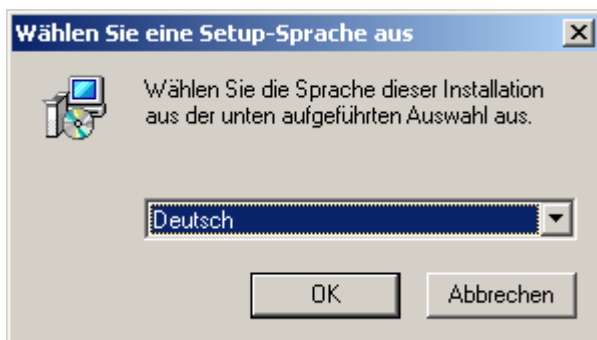 Wählen Sie eine Setup-Sprache aus
Wählen Sie die Sprache dieser Installation
aus der unten aufgeführten Auswahl aus.
Deutsch
OK
Abbrechen